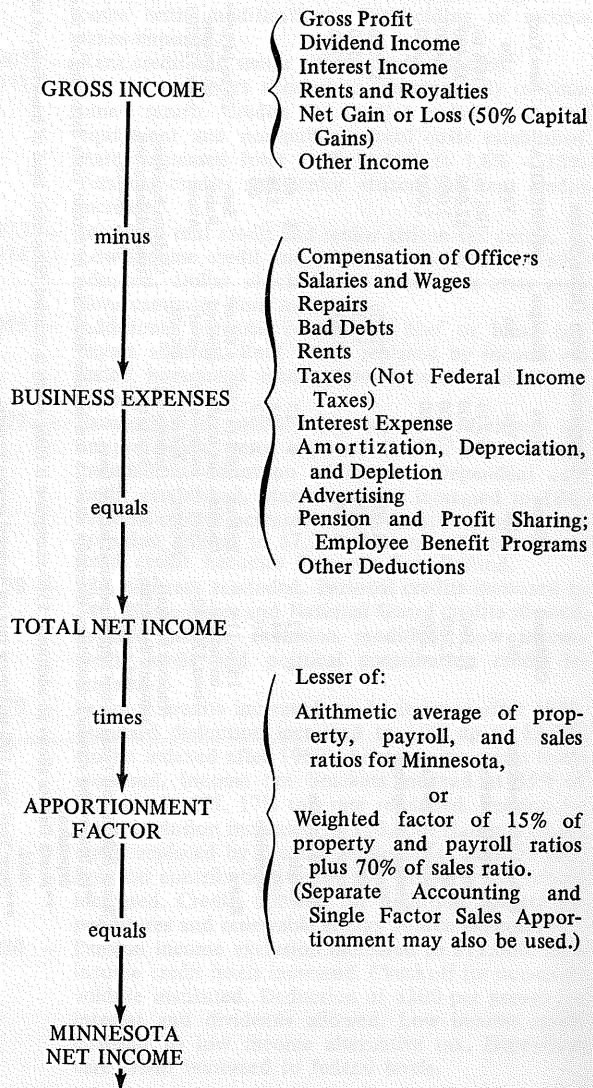 Gross Profit
Dividend Income
Interest Income
GROSS INCOME
Rents and Royalties
Net Gain or Loss (50% Capital
Gains)
Other Income
minus
Compensation of Officers
Salaries and Wages
Repairs
Bad Debts
Rents
Taxes (Not Federal Income
Taxes)
BUSINESS EXPENSES
Interest Expense
Amortization, Depreciation,
and Depletion
Advertising
equals
Pension and Profit Sharing;
Employee Benefit Programs
Other Deductions
TOTAL NET INCOME
Lesser of:
times
Arithmetic average of prop-
erty, payroll, and sales
ratios for Minnesota,
or
APPORTIONMENT
FACTOR
Weighted factor of 15% of
property and payroll ratios
plus 70% of sales ratio.
(Separate Accounting and
Single Factor Sales Appor-
tionment may also be used.)
equals
MINNESOTA
NET INCOME